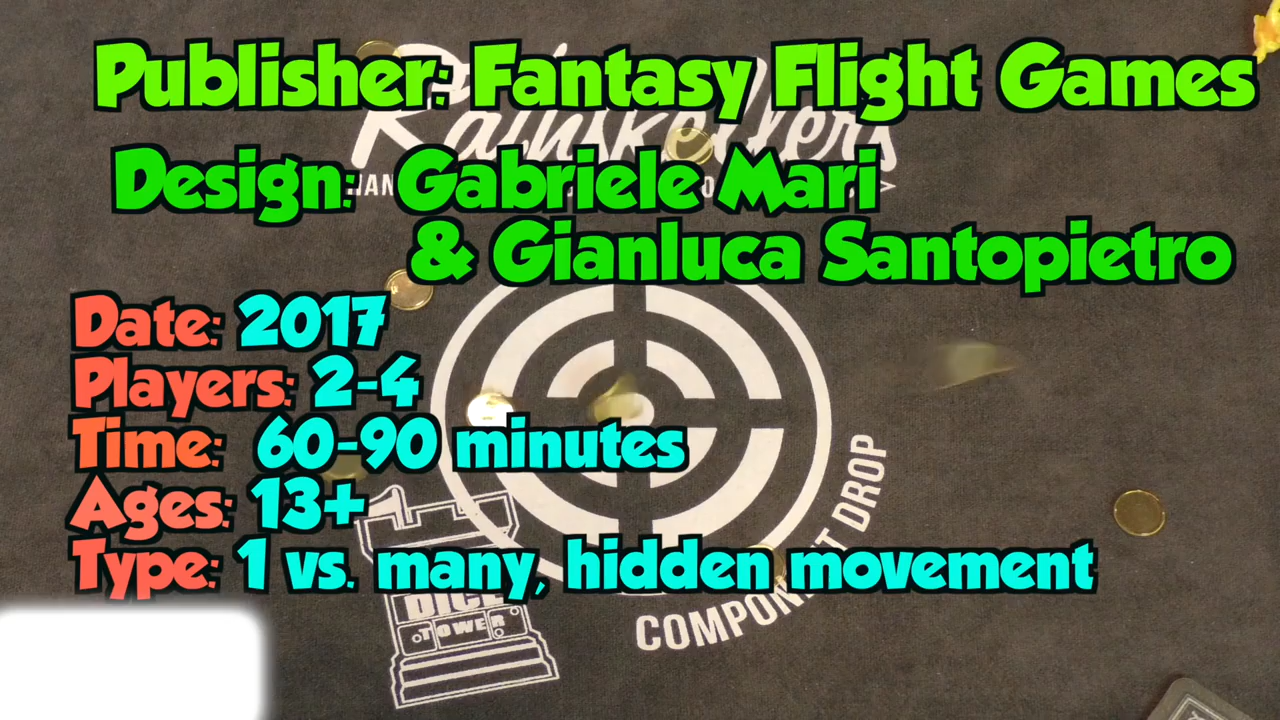 Publisher: Fantasy Flight Games
Rainskellers
Design: Gabriele Mari
& Gianluca Santopietro
Date: 2017
Players: 2-4
Time: 60-90 minutes
Ages: 13+
Type: 1 vs. many, hidden movement
DICE
TOWER
COMPONENT DROP